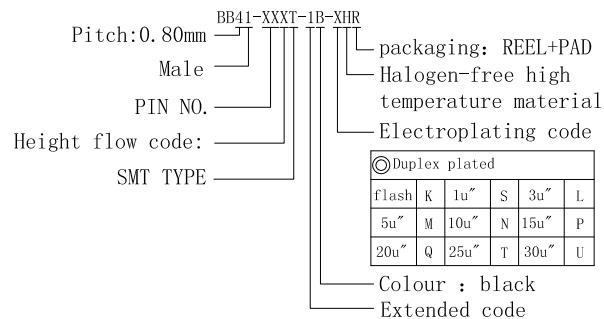 BB41-XXXT-1B-XHR
Pitch:0.80mm
Male
PIN NO.
Height flow code:
SMT TYPE
packaging: REEL+PAD
Halogen-free high
temperature material
Electroplating code
◎Duplex plated
flash K 1u″ S 3u″ L
5u″ M 10u″ N 15u″ P
20u″ Q 25u″ T 30u″ U
Colour : black
Extended code